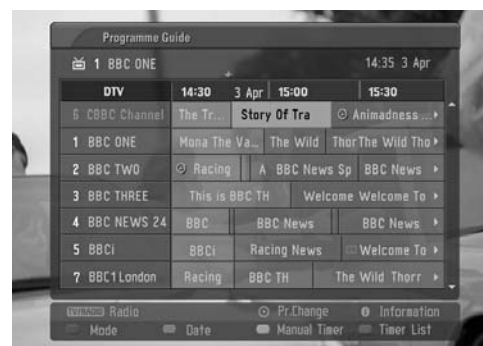 Programme Guide
1 BBC ONE 14:35 3 Apr
DTV 14:30 3 Apr 15:00 15:30
6 CBBC Channel The Tr... Story Of Tra Animadness ...
1 BBC ONE Mona The Va... The Wild Thor The Wild Tho
2 BBC TWO Racing A BBC News Sp BBC News
3 BBC THREE This is BBC TH Welcome Welcome To
4 BBC NEWS 24 BBC BBC News BBC News
5 BBCi BBCi Racing News Welcome To
7 BBC1 London Racing BBC TH The Wild Thorr
TV/RADIO Radio Pr.Change Information
Mode Date Manual Timer Timer List